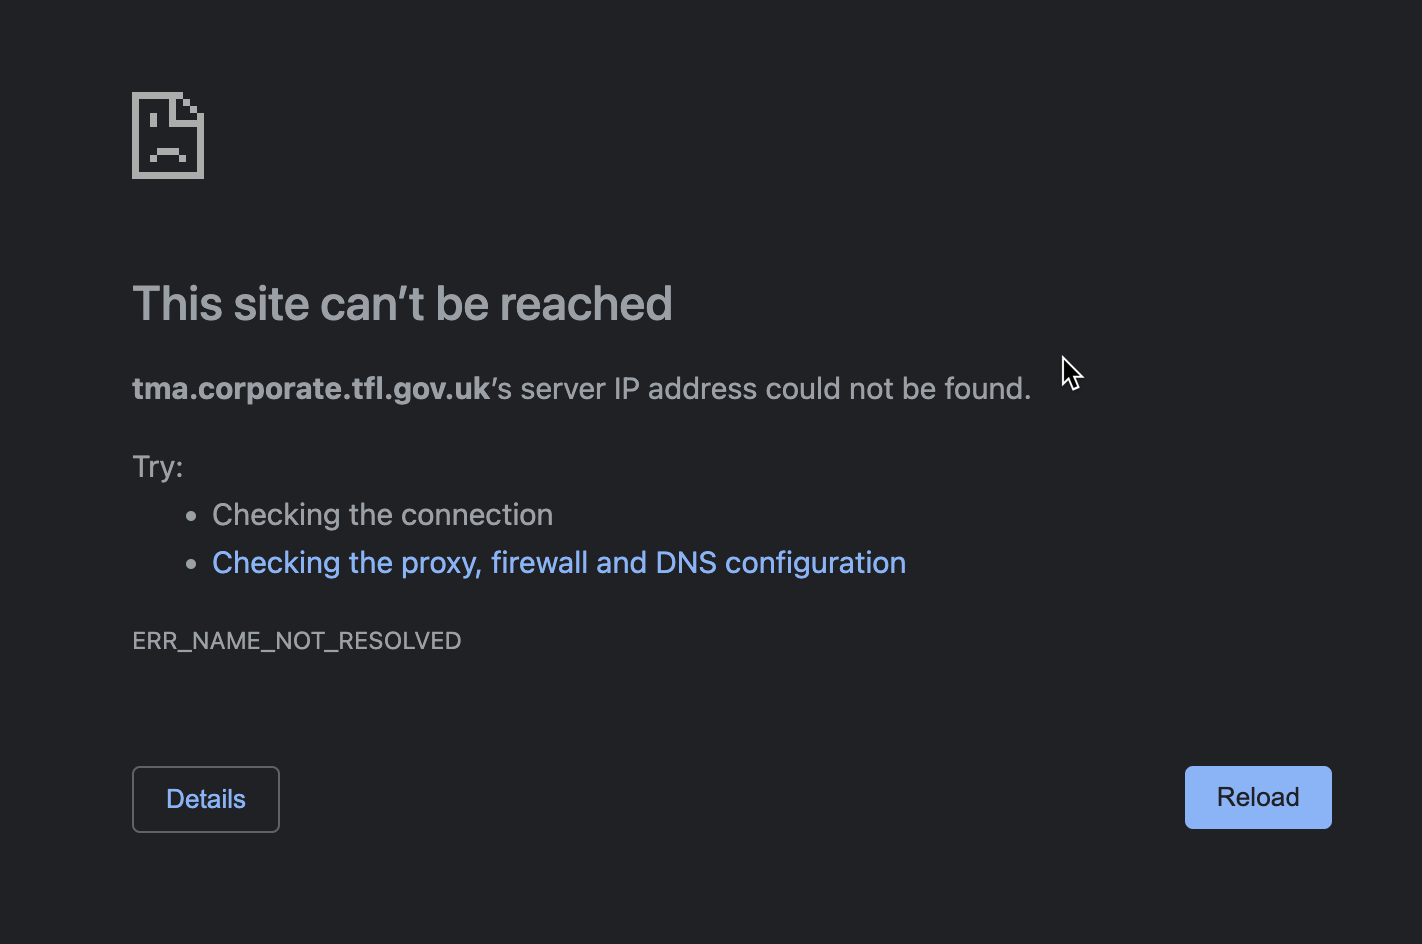 This site can’t be reached
tma.corporate.tfl.gov.uk’s server IP address could not be found.
Try:
• Checking the connection
• Checking the proxy, firewall and DNS configuration
ERR_NAME_NOT_RESOLVED
Details
Reload